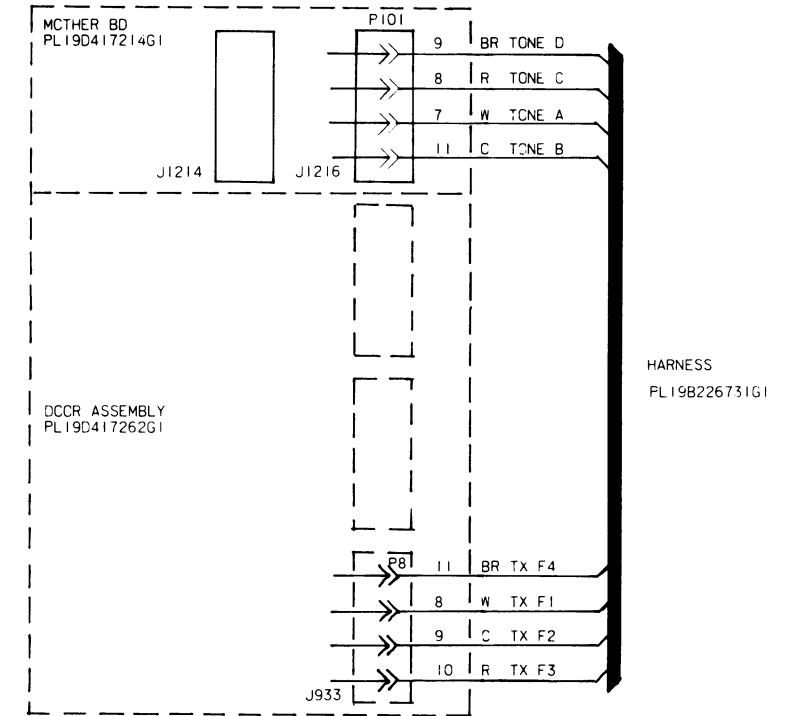 MCTHER BD
PL19D417214G1
P101
9 BR TONE D
8 R TONE C
7 W TCNE A
11 C TCNE B
J1214
J1216
HARNESS
PL19B226731G1
DCCR ASSEMBLY
PL19D417262G1
P8
11 BR TX F4
8 W TX F1
9 C TX F2
10 R TX F3
J933